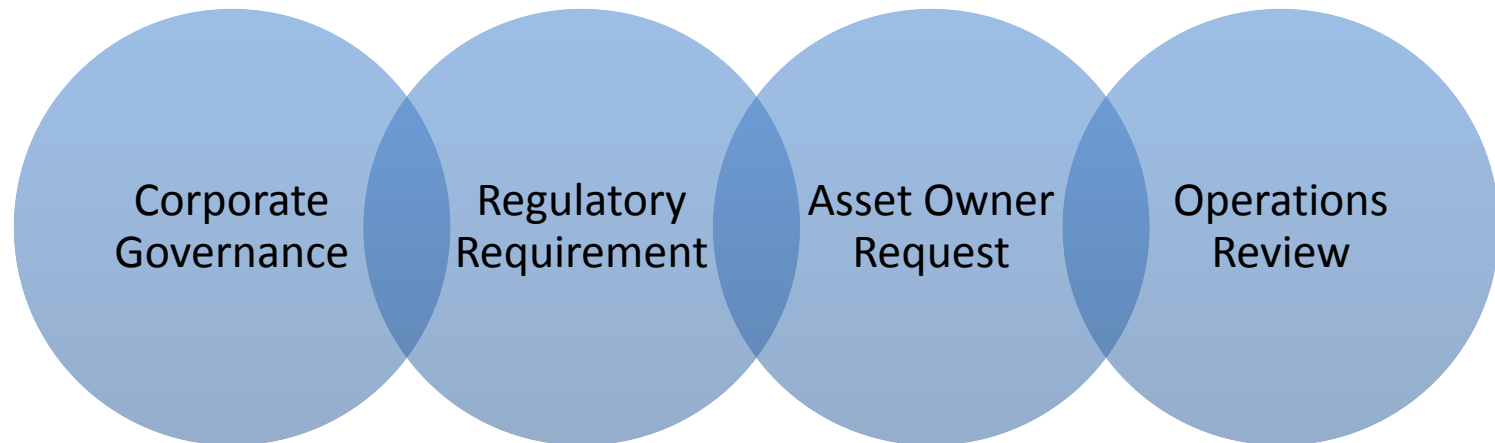 Corporate
Governance
Regulatory
Requirement
Asset Owner
Request
Operations
Review